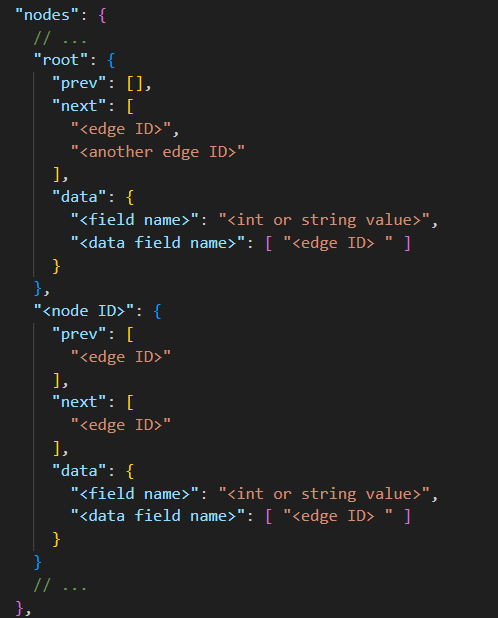 "nodes": {
// ...
"root": {
"prev": [],
"next": [
"<edge ID>",
"<another edge ID>"
],
"data": {
"<field name>": "<int or string value>",
"<data field name>": [ "<edge ID> " ]
}
},
"<node ID>": {
"prev": [
"<edge ID>"
],
"next": [
"<edge ID>"
],
"data": {
"<field name>": "<int or string value>",
"<data field name>": [ "<edge ID> " ]
}
}
// ...
},